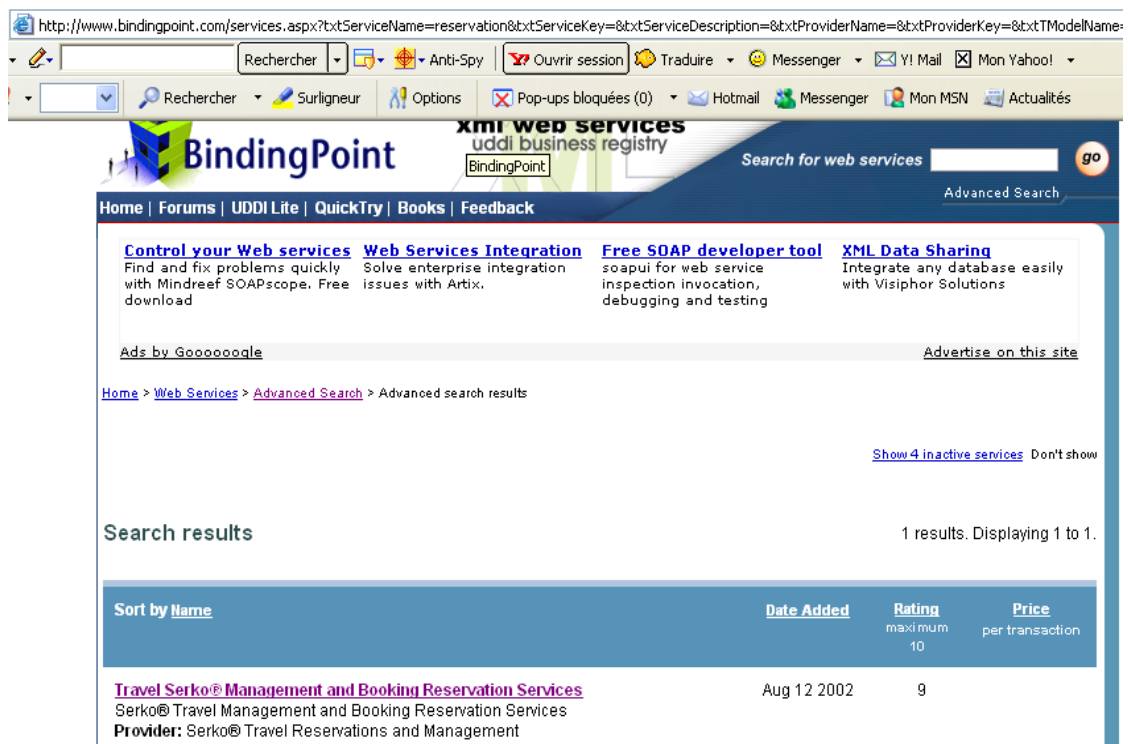 http://www.bindingpoint.com/services.aspx?txtServiceName=reservation&txtServiceKey=&txtServiceDescription=&txtProviderName=&txtProviderKey=&txtTModelName=
Rechercher Anti-Spy Y? Ouvrir session Traduire Messenger Y! Mail Mon Yahoo!
Rechercher Surligneur Options Pop-ups bloquées (0) Hotmail Messenger Mon MSN Actualités
xml web services
BindingPoint uddi business registry
BindingPoint
Search for web services go
Advanced Search
Home | Forums | UDDI Lite | QuickTry | Books | Feedback
Control your Web services Web Services Integration Free SOAP developer tool XML Data Sharing
Find and fix problems quickly Solve enterprise integration soapui for web service Integrate any database easily
with Mindreef SOAPscope. Free issues with Artix. inspection invocation, with Visiphor Solutions
download debugging and testing
Ads by Goooooogle Advertise on this site
Home > Web Services > Advanced Search > Advanced search results
Show 4 inactive services Don't show
Search results 1 results. Displaying 1 to 1.
Sort by Name Date Added Rating Price
maximum per transaction
10
Travel Serko® Management and Booking Reservation Services Aug 12 2002 9
Serko® Travel Management and Booking Reservation Services
Provider: Serko® Travel Reservations and Management